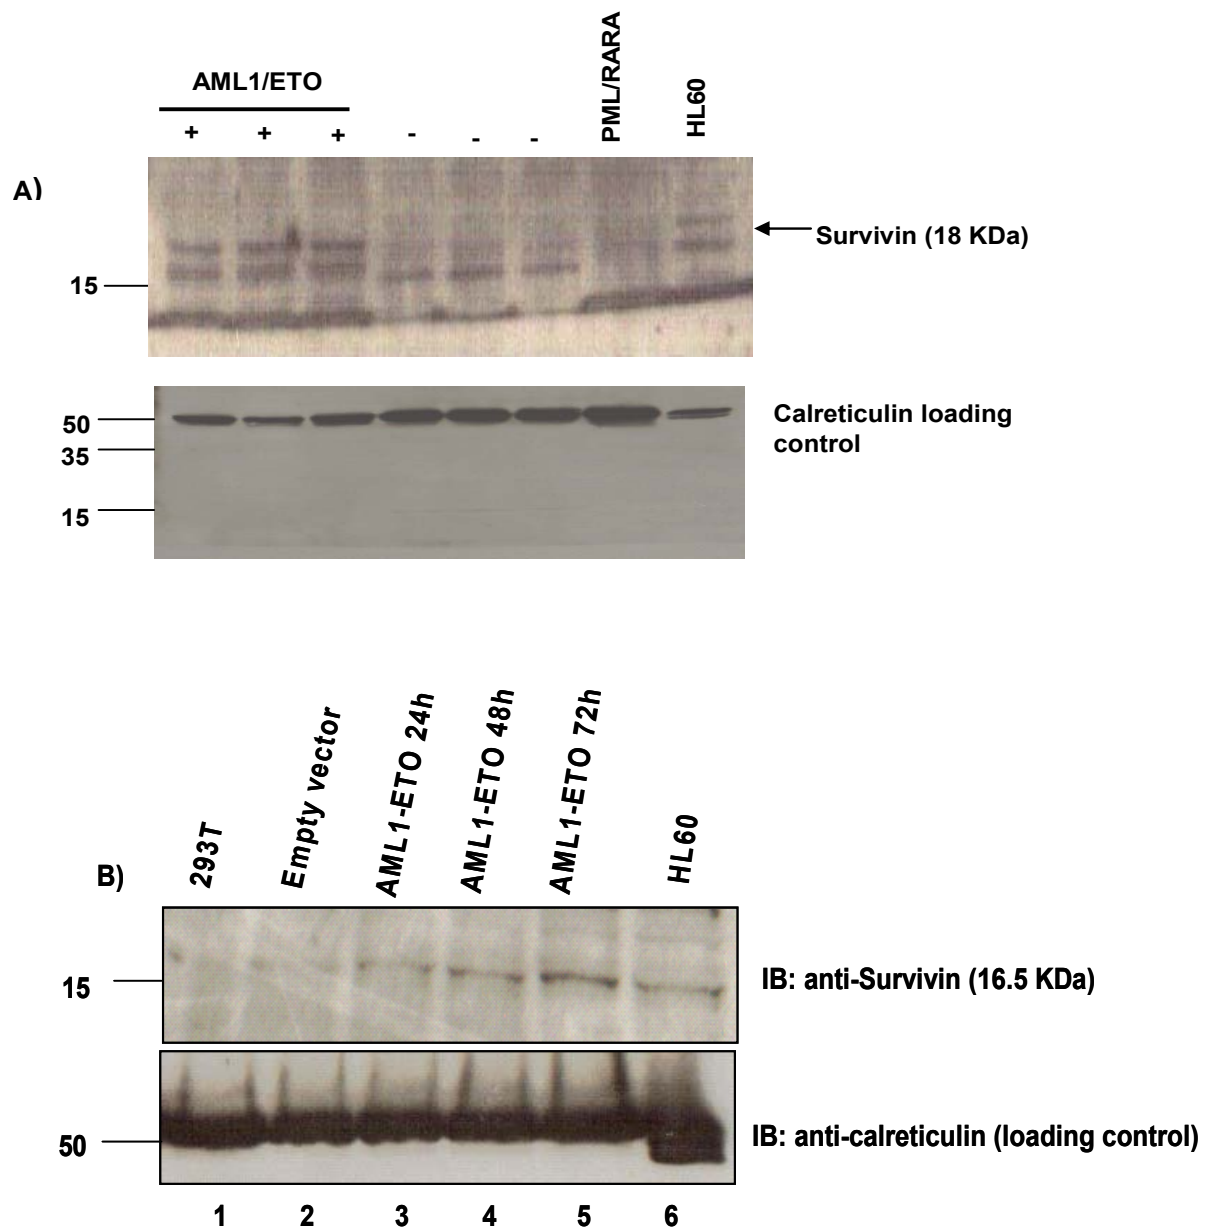 AML1/ETO
PML/RARA
HL60
+ + + - - -
A)
Survivin (18 KDa)
15
Calreticulin loading
control
50
35
15
293T
Empty vector
AML1-ETO 24h
AML1-ETO 48h
AML1-ETO 72h
HL60
B)
15
IB: anti-Survivin (16.5 KDa)
50
IB: anti-calreticulin (loading control)
1 2 3 4 5 6